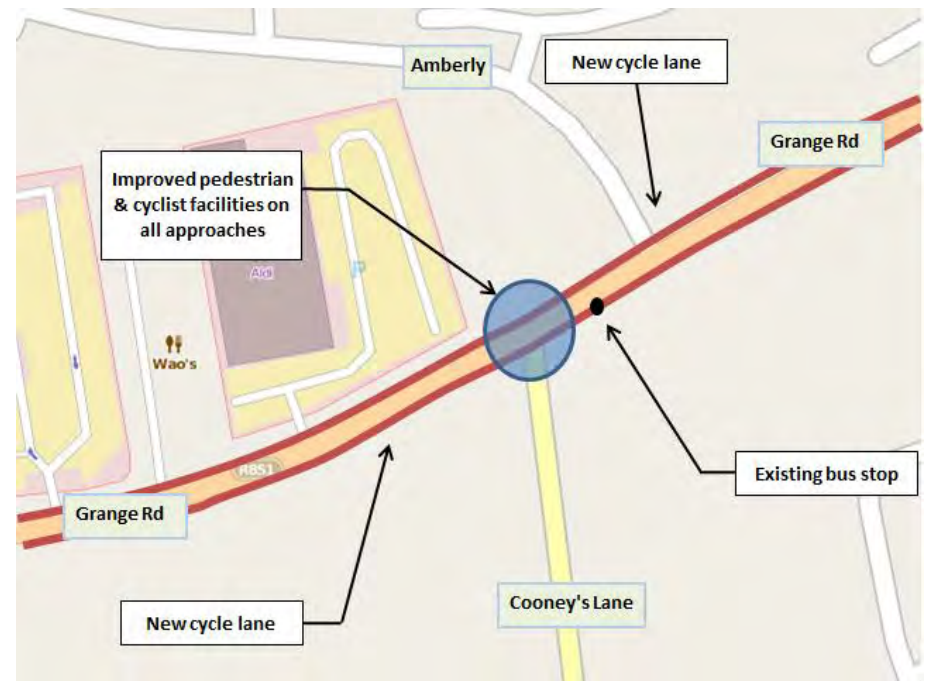 Amberly
New cycle lane
Grange Rd
Improved pedestrian
& cyclist facilities on
all approaches
Aldi
P
Wao's
R851
Grange Rd
Existing bus stop
Cooney's Lane
New cycle lane